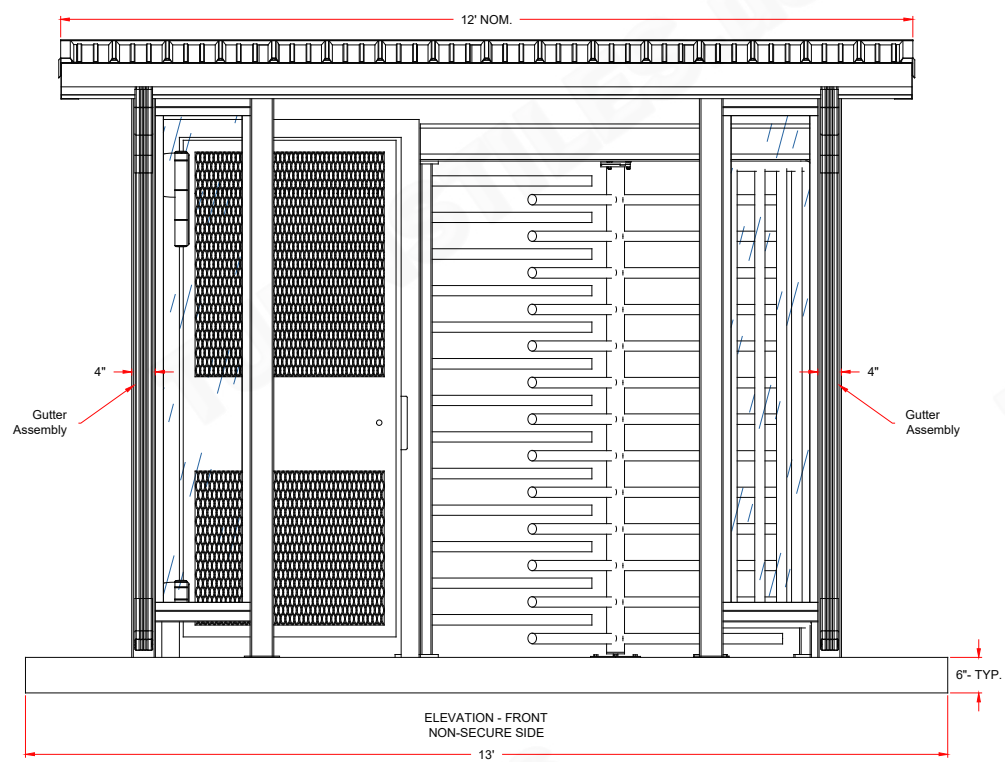 12' NOM.
4"
4"
Gutter
Assembly
Gutter
Assembly
6"- TYP.
ELEVATION - FRONT
NON-SECURE SIDE
13'